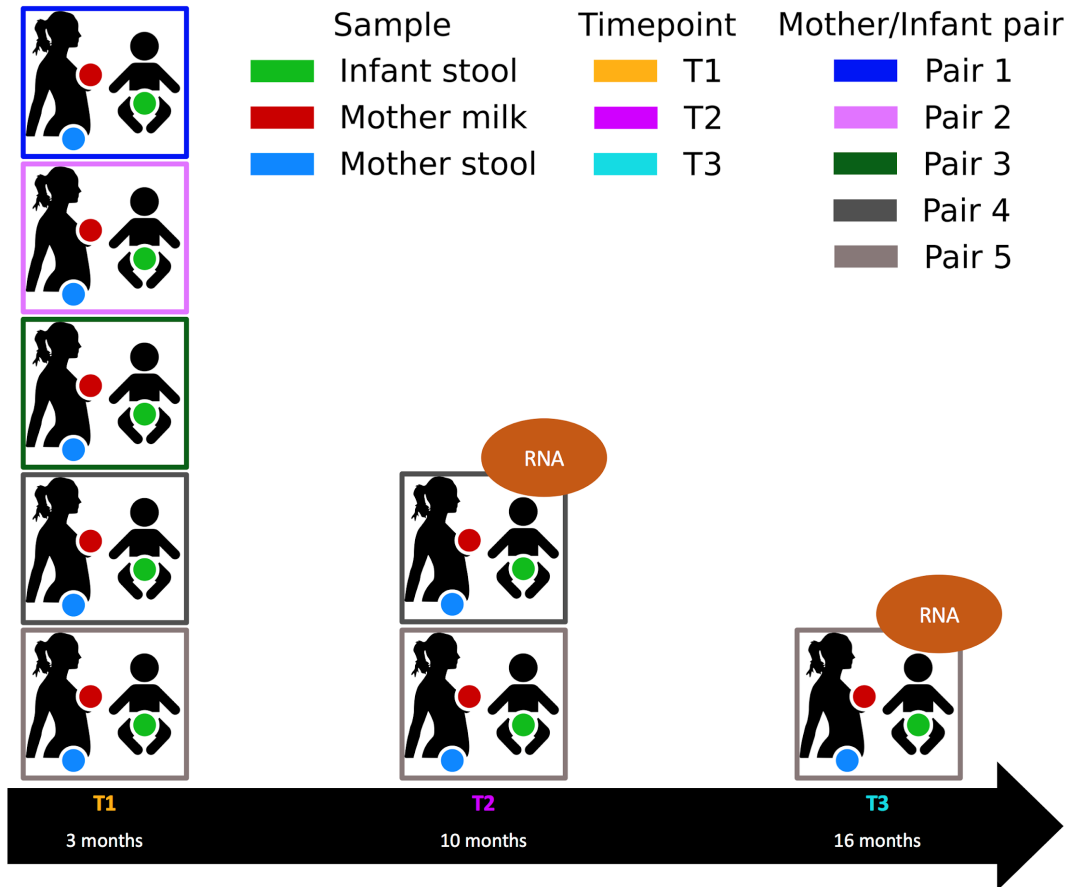 Sample
Infant stool
Mother milk
Mother stool
Timepoint
T1
T2
T3
Mother/Infant pair
Pair 1
Pair 2
Pair 3
Pair 4
Pair 5
RNA
RNA
T1
3 months
T2
10 months
T3
16 months